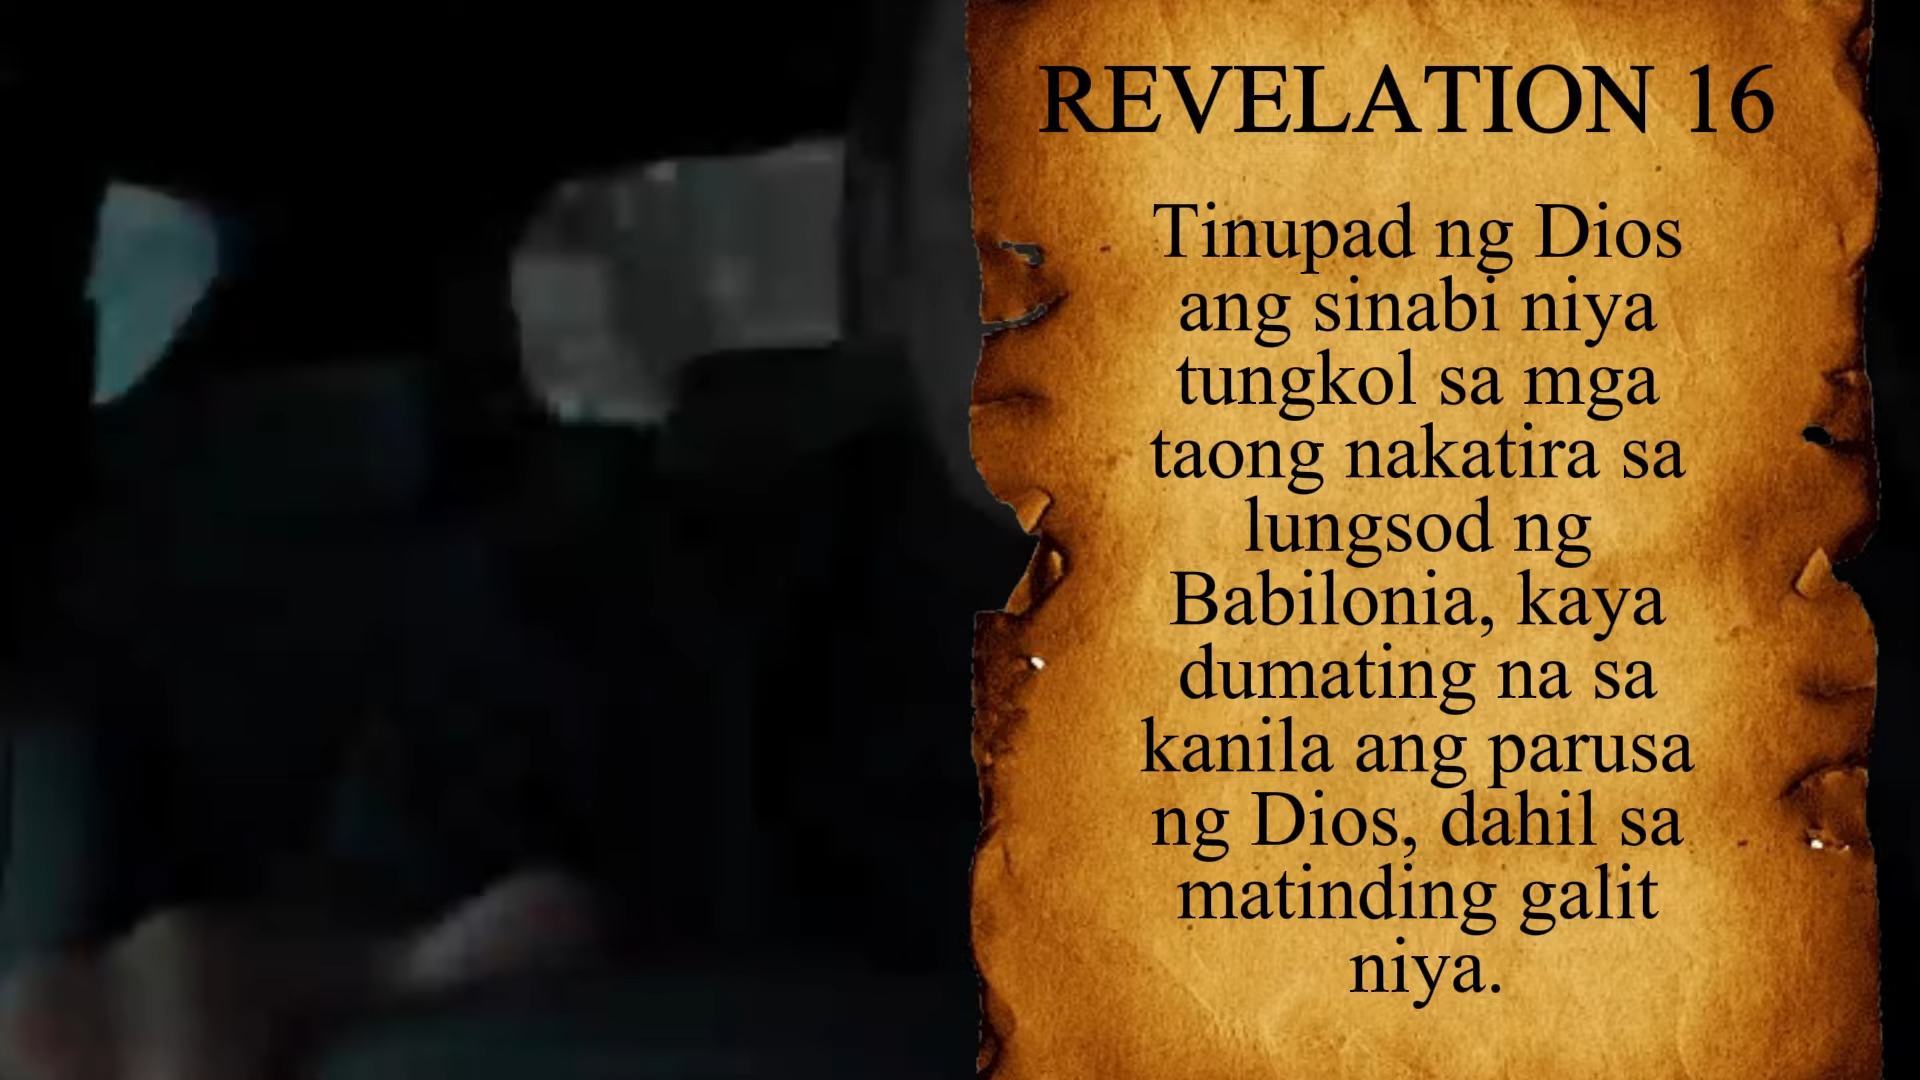 REVELATION 16
Tinupad ng Dios
ang sinabi niya
tungkol sa mga
taong nakatira sa
lungsod ng
Babilonia, kaya
dumating na sa
kanila ang parusa
ng Dios, dahil sa
matinding galit
niya.